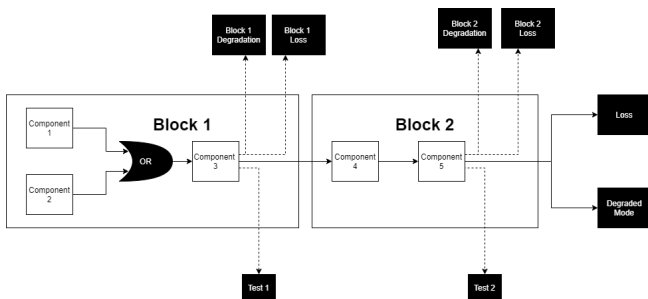 Block 1
Degradation
Block 1
Loss
Block 2
Degradation
Block 2
Loss
Block 1
Component
1
OR
Component
2
Component
3
Block 2
Component
4
Component
5
Loss
Degraded
Mode
Test 1
Test 2